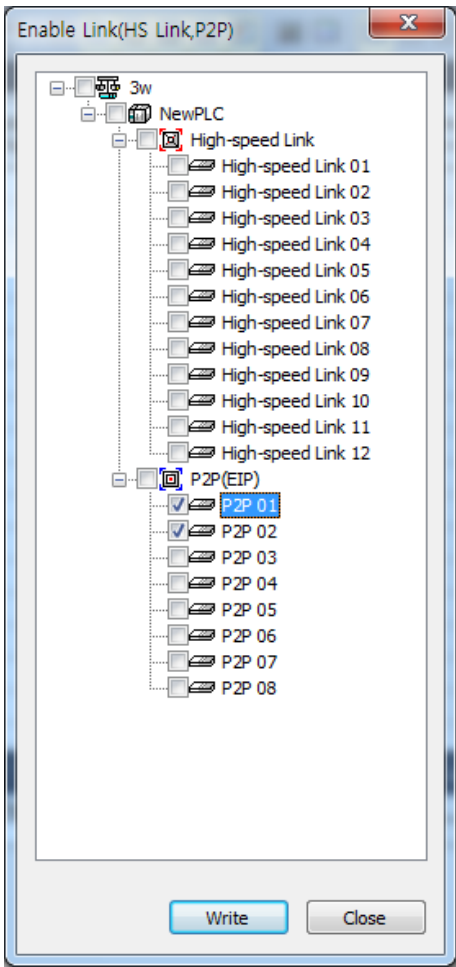 Enable Link(HS Link,P2P)
3w
NewPLC
High-speed Link
High-speed Link 01
High-speed Link 02
High-speed Link 03
High-speed Link 04
High-speed Link 05
High-speed Link 06
High-speed Link 07
High-speed Link 08
High-speed Link 09
High-speed Link 10
High-speed Link 11
High-speed Link 12
P2P(EIP)
P2P 01
P2P 02
P2P 03
P2P 04
P2P 05
P2P 06
P2P 07
P2P 08
Write Close